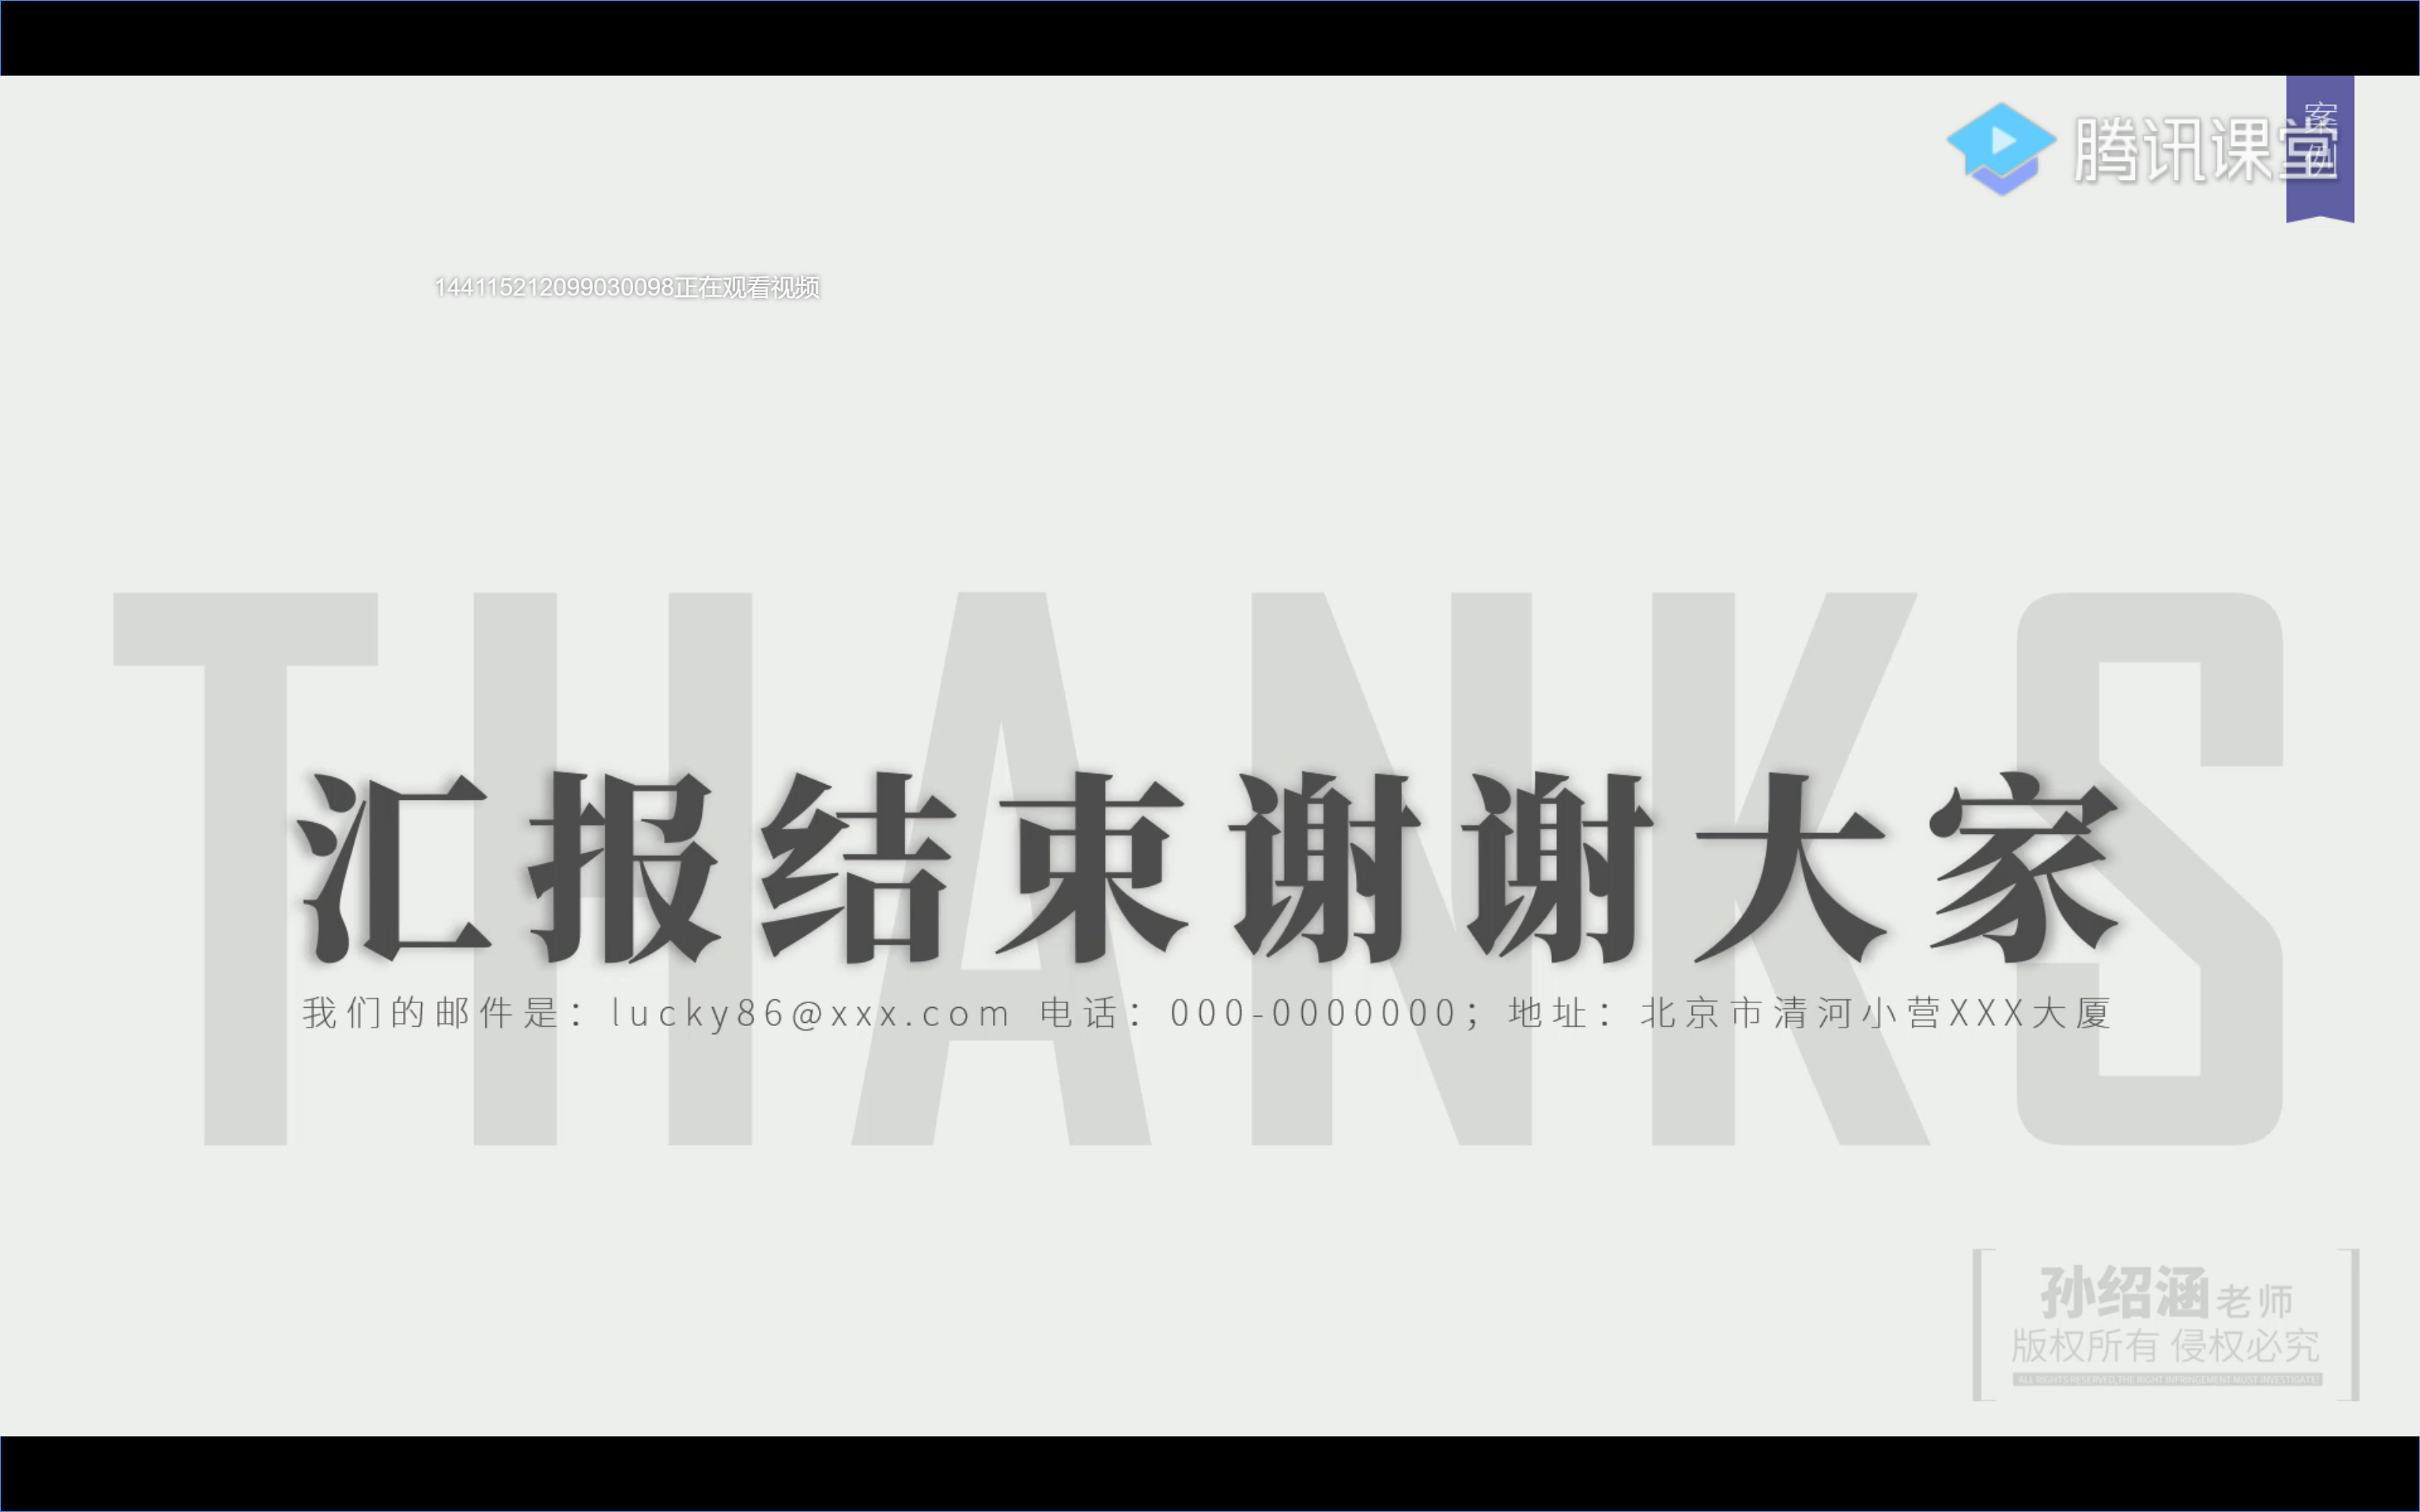 案例
腾讯课堂
144115212099030098正在观看视频
THANKS
汇报结束谢谢大家
我们的邮件是：lucky86@xxx.com 电话：000-0000000；地址：北京市清河小营XXX大厦
孙绍涵老师
版权所有 侵权必究
ALL RIGHTS RESERVED,THE RIGHT INFRINGEMENT MUST INVESTIGATE!